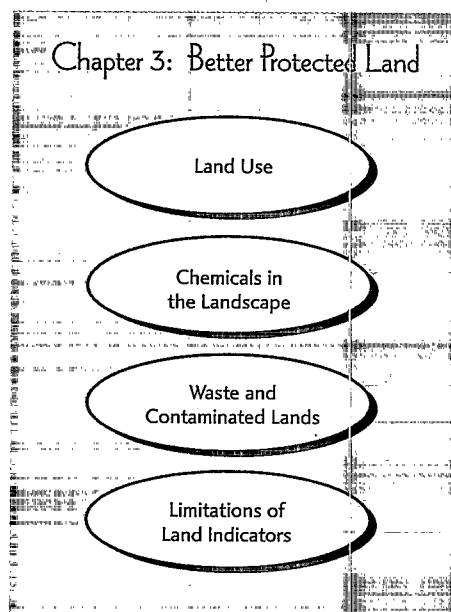 Chapter 3: Better Protected Land
Land Use
Chemicals in
the Landscape
Waste and
Contaminated Lands
Limitations of
Land Indicators